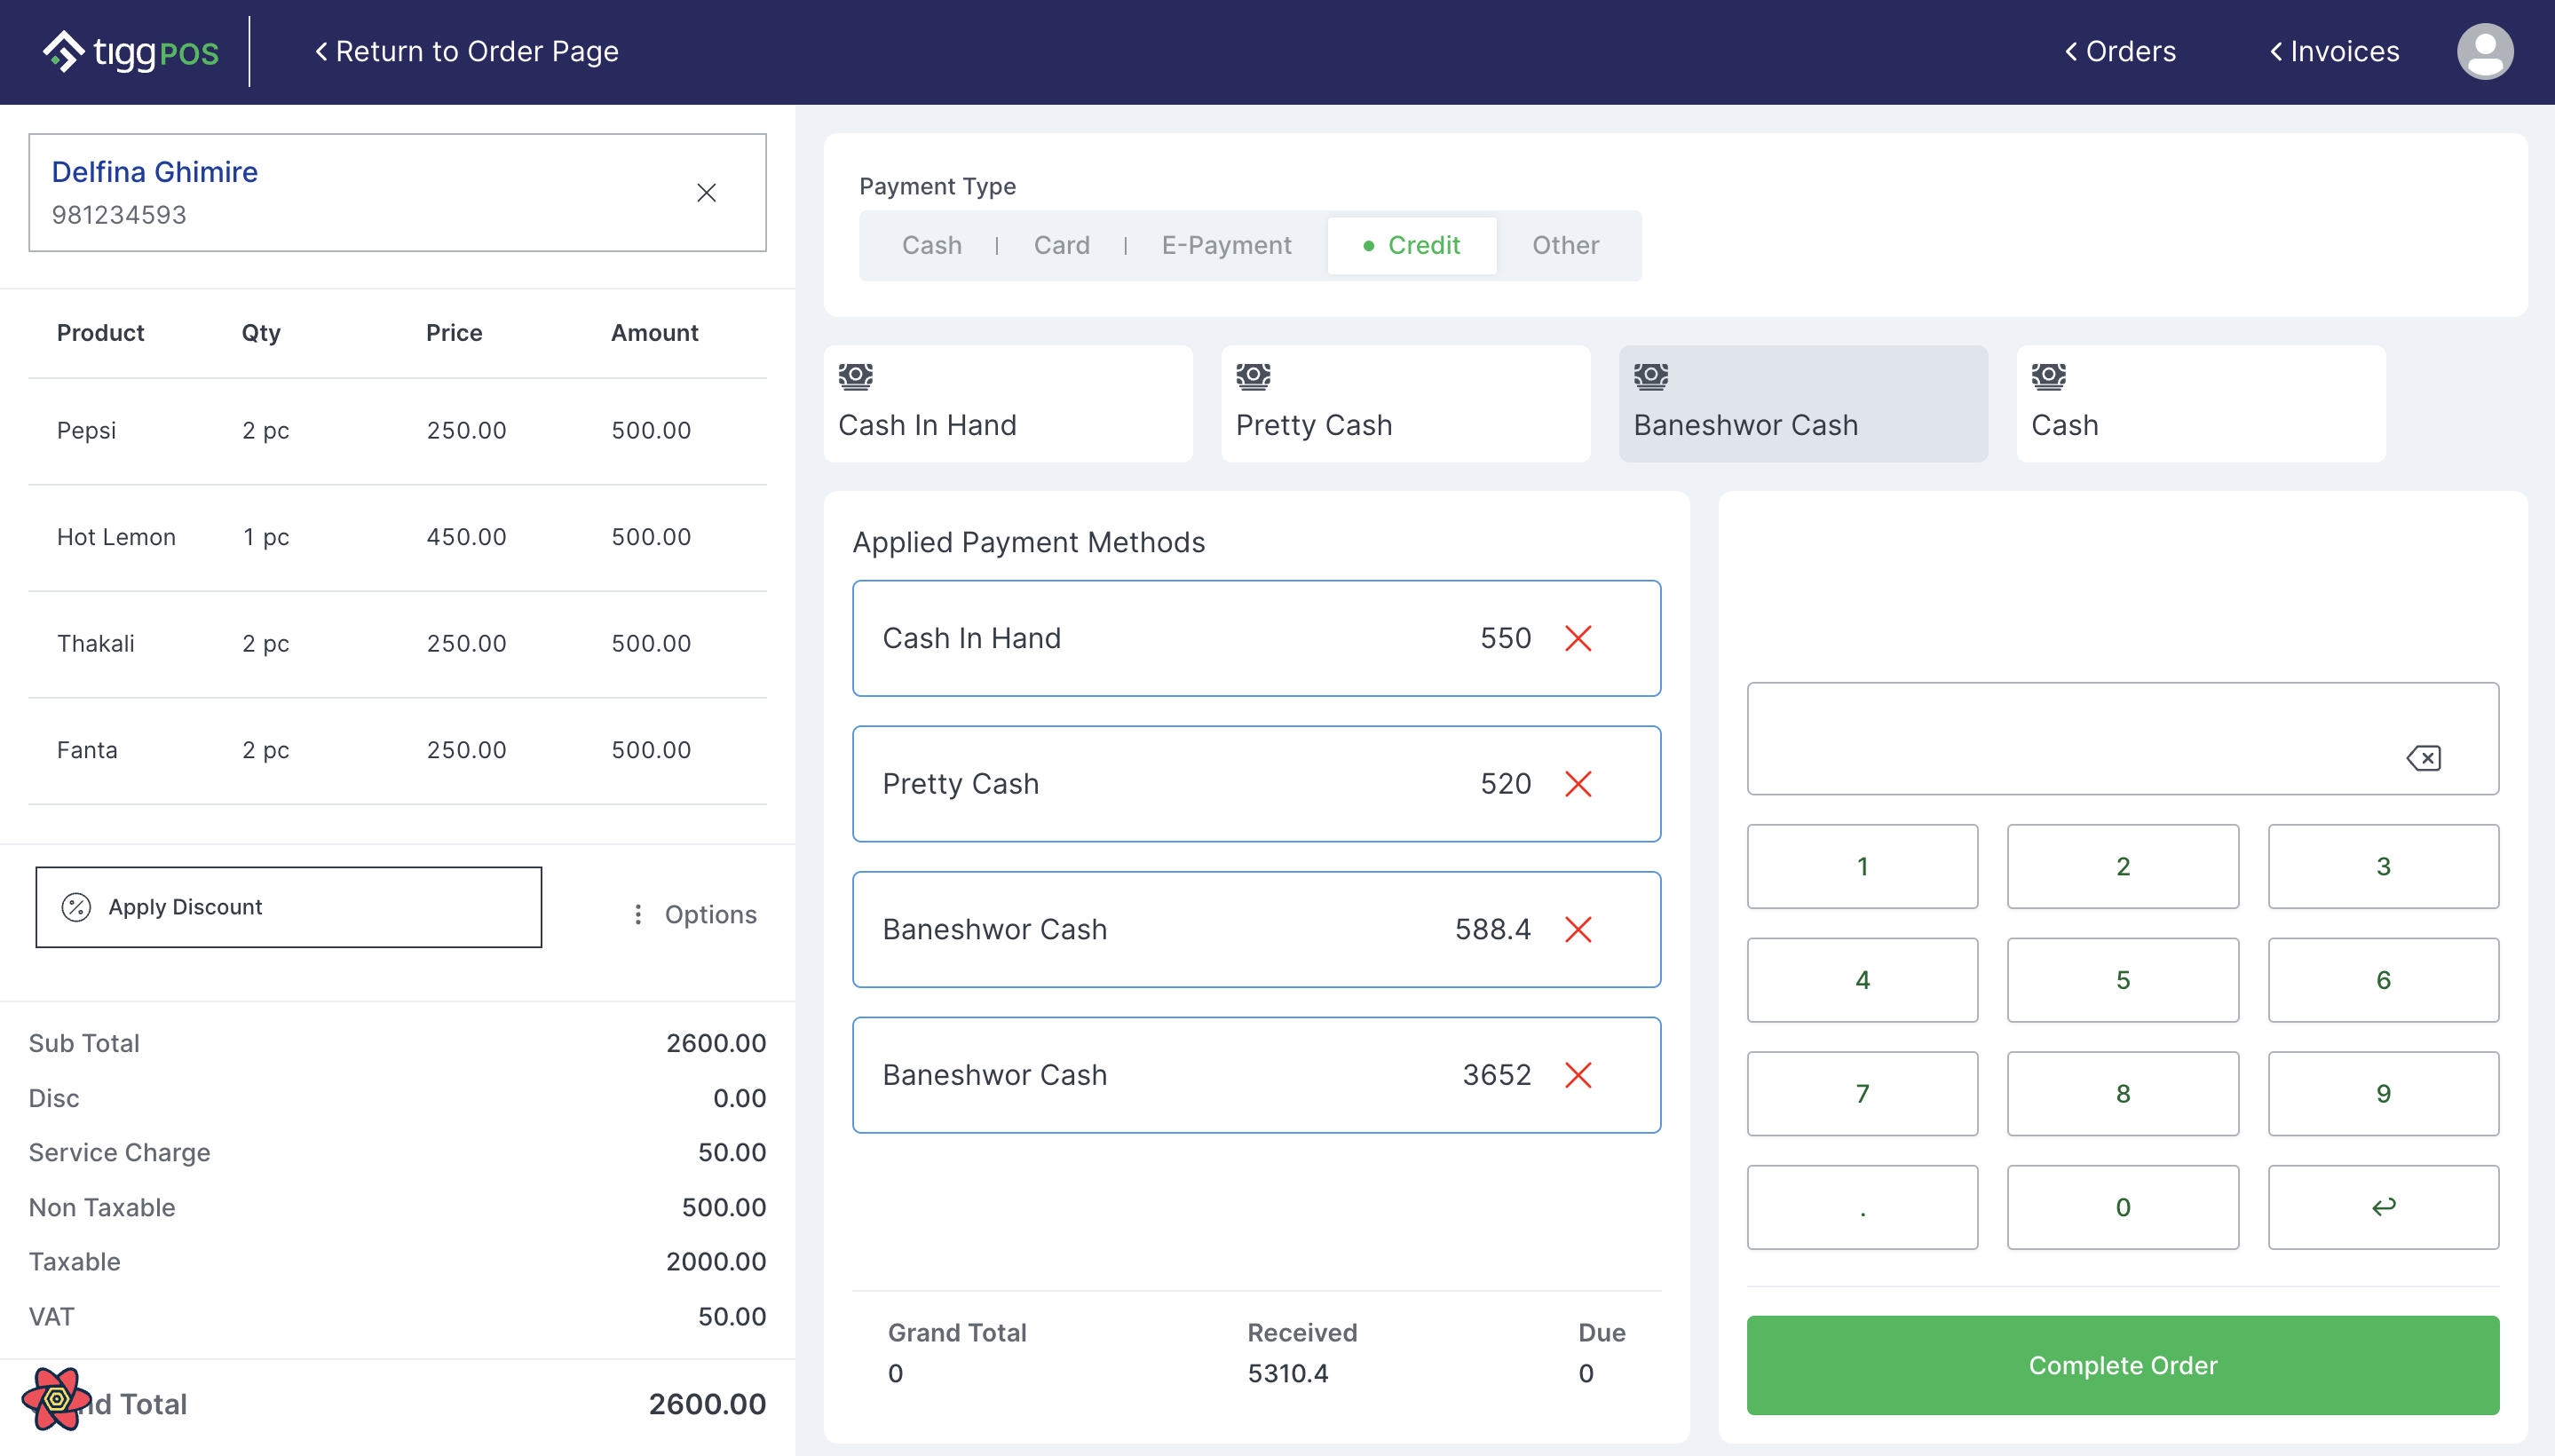 tiggPOS
Return to Order Page
Orders
Invoices
Delfina Ghimire
981234593
Product Qty Price Amount
Pepsi 2 pc 250.00 500.00
Hot Lemon 1 pc 450.00 500.00
Thakali 2 pc 250.00 500.00
Fanta 2 pc 250.00 500.00
Apply Discount
Options
Sub Total 2600.00
Disc 0.00
Service Charge 50.00
Non Taxable 500.00
Taxable 2000.00
VAT 50.00
nd Total 2600.00
Payment Type
Cash | Card | E-Payment • Credit Other
Cash In Hand
Pretty Cash
Baneshwor Cash
Cash
Applied Payment Methods
Cash In Hand 550
Pretty Cash 520
Baneshwor Cash 588.4
Baneshwor Cash 3652
Grand Total Received Due
0 5310.4 0
1 2 3
4 5 6
7 8 9
. 0
Complete Order